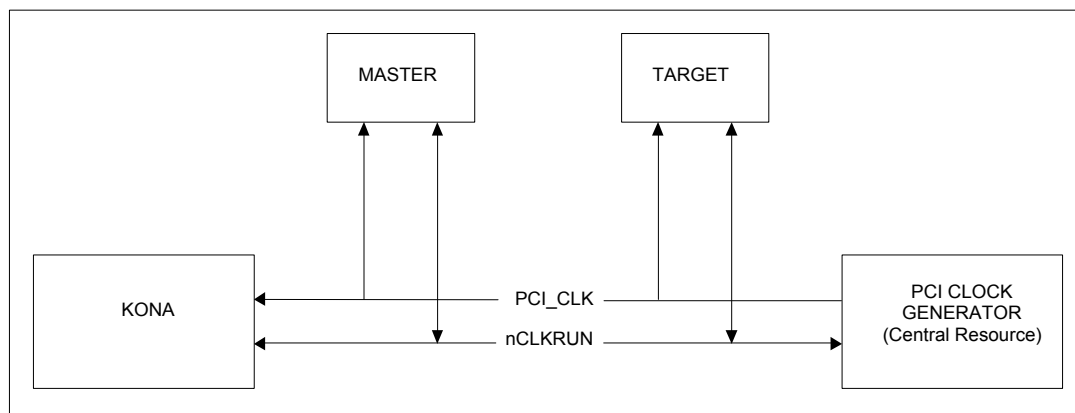 MASTER
TARGET
KONA
PCI_CLK
nCLKRUN
PCI CLOCK
GENERATOR
(Central Resource)